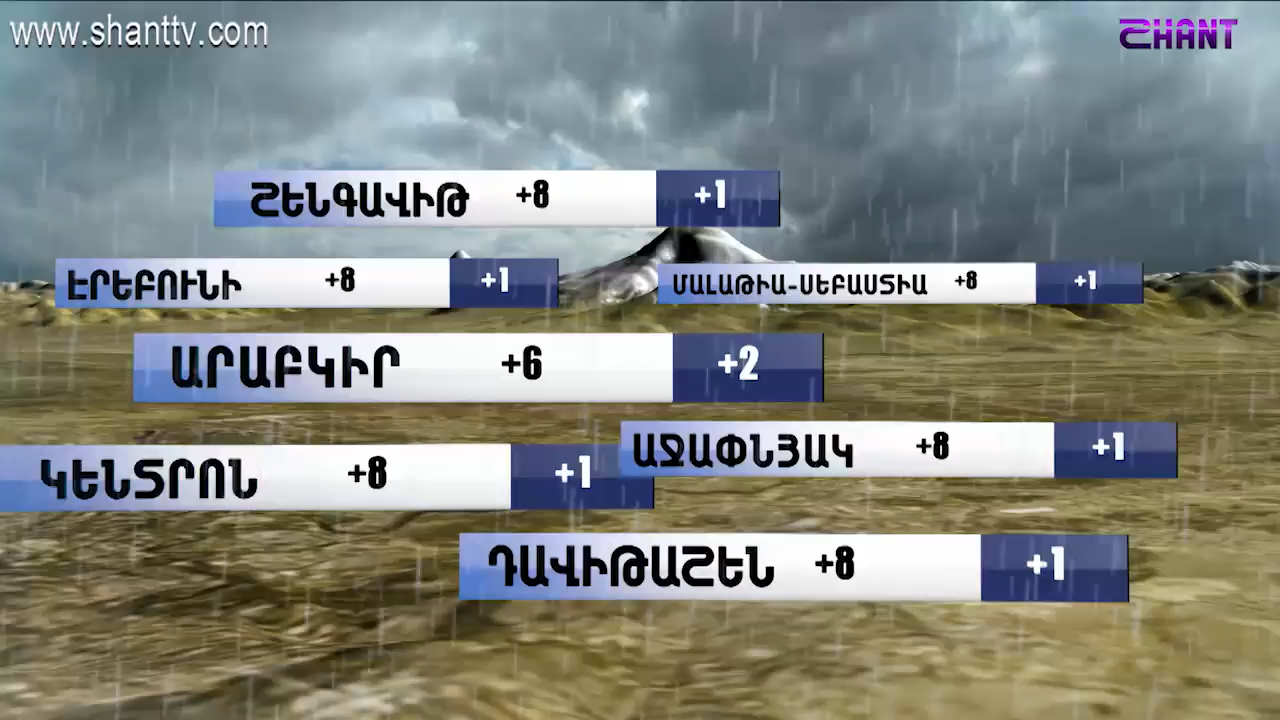 www.shanttv.com
SHANT
ՇԵՆԳԱՎԻԹ +8 +1
ԷՐԵԲՈՒՆԻ +8 +1
ՄԱԼԱԹԻԱ-ՍԵԲԱՍՏԻԱ +8 +1
ԱՐԱԲԿԻՐ +6 +2
ԱՋԱՓՆՅԱԿ +8 +1
ԿԵՆՏՐՈՆ +8 +1
ԴԱՎԻԹԱՇԵՆ +8 +1